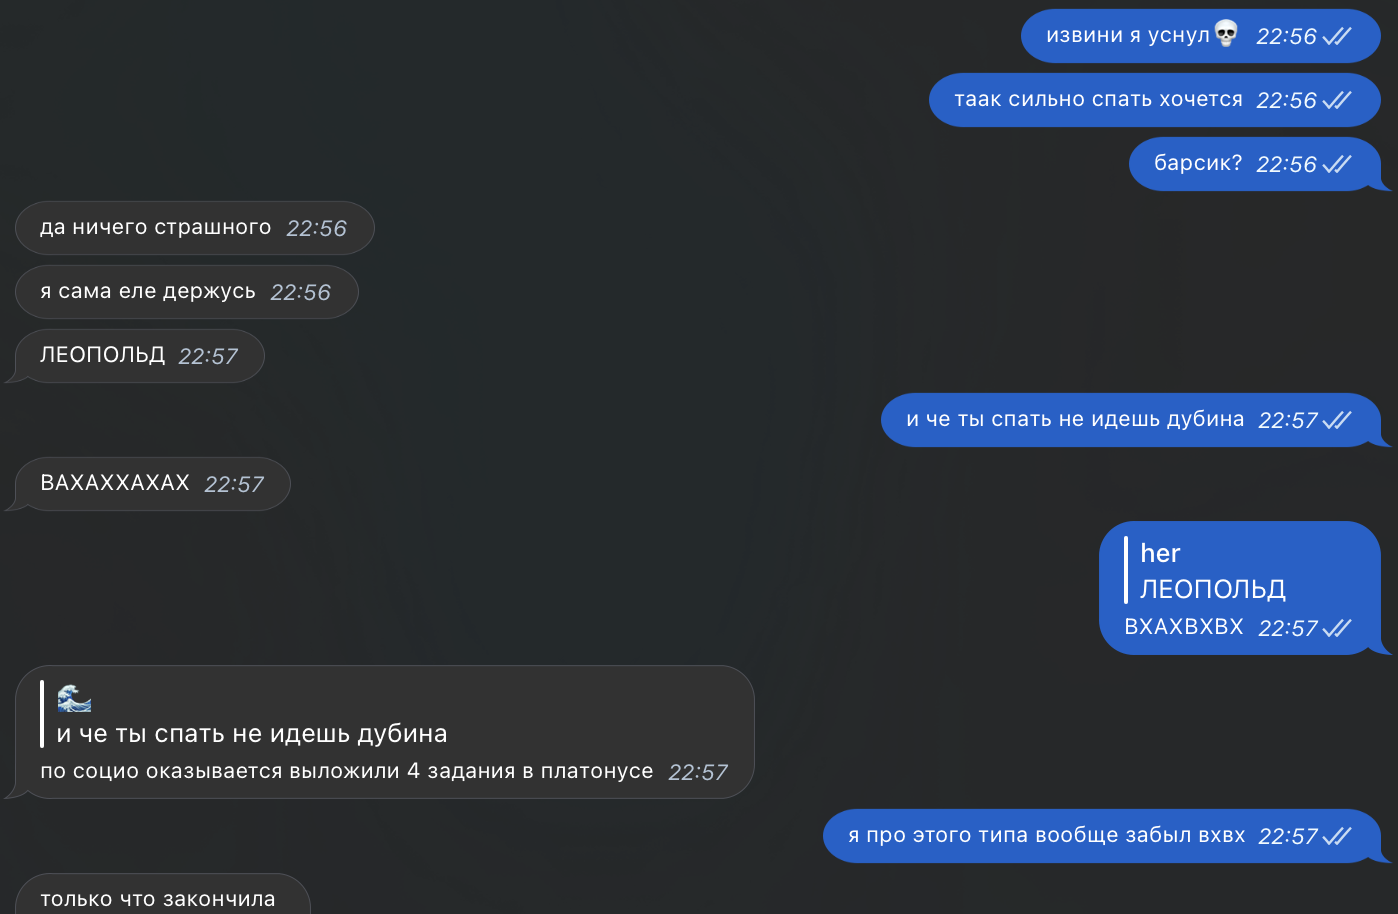 извини я уснул💀 22:56
таак сильно спать хочется 22:56
барсик? 22:56
да ничего страшного 22:56
я сама еле держусь 22:56
ЛЕОПОЛЬД 22:57
и че ты спать не идешь дубина 22:57
ВАХАХХАХАХ 22:57
her
ЛЕОПОЛЬД
ВХАХВХВХ 22:57
🌊
и че ты спать не идешь дубина
по социо оказывается выложили 4 задания в платонусе 22:57
я про этого типа вообще забыл вхвх 22:57
только что закончила